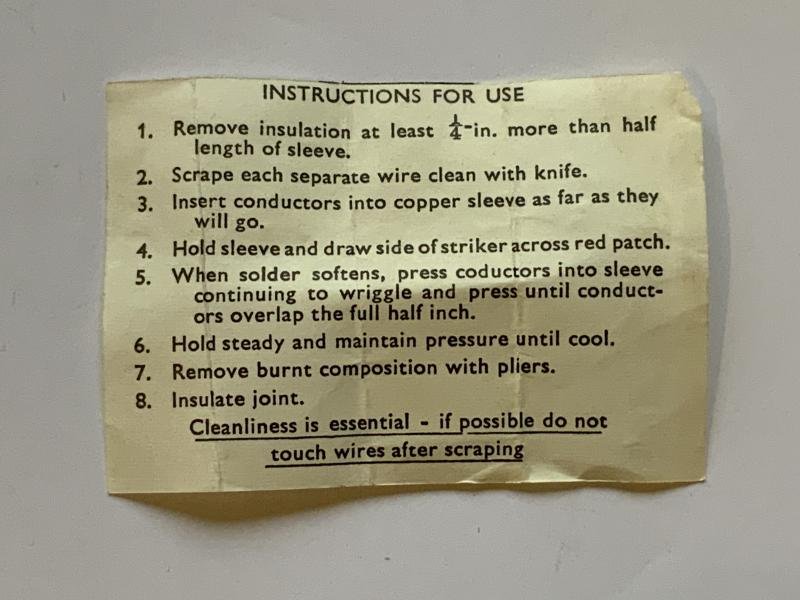 INSTRUCTIONS FOR USE
1. Remove insulation at least ¼-in. more than half
length of sleeve.
2. Scrape each separate wire clean with knife.
3. Insert conductors into copper sleeve as far as they
will go.
4. Hold sleeve and draw side of striker across red patch.
5. When solder softens, press coductors into sleeve
continuing to wriggle and press until conduct-
ors overlap the full half inch.
6. Hold steady and maintain pressure until cool.
7. Remove burnt composition with pliers.
8. Insulate joint.
Cleanliness is essential - if possible do not
touch wires after scraping